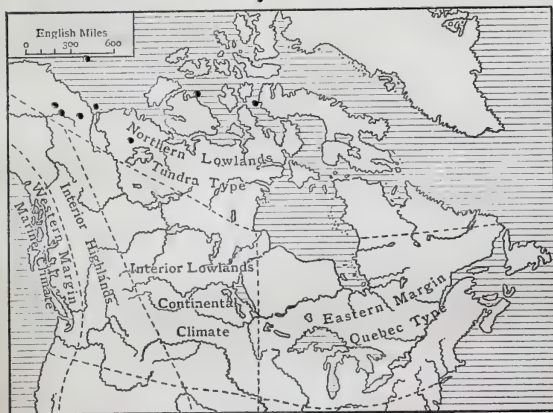 English Miles
0 300 600
Northern Lowlands
Tundra Type
Western Margin
Marine Climate
Interior Highlands
Interior Lowlands
Continental
Climate
Eastern Margin
Quebec Type